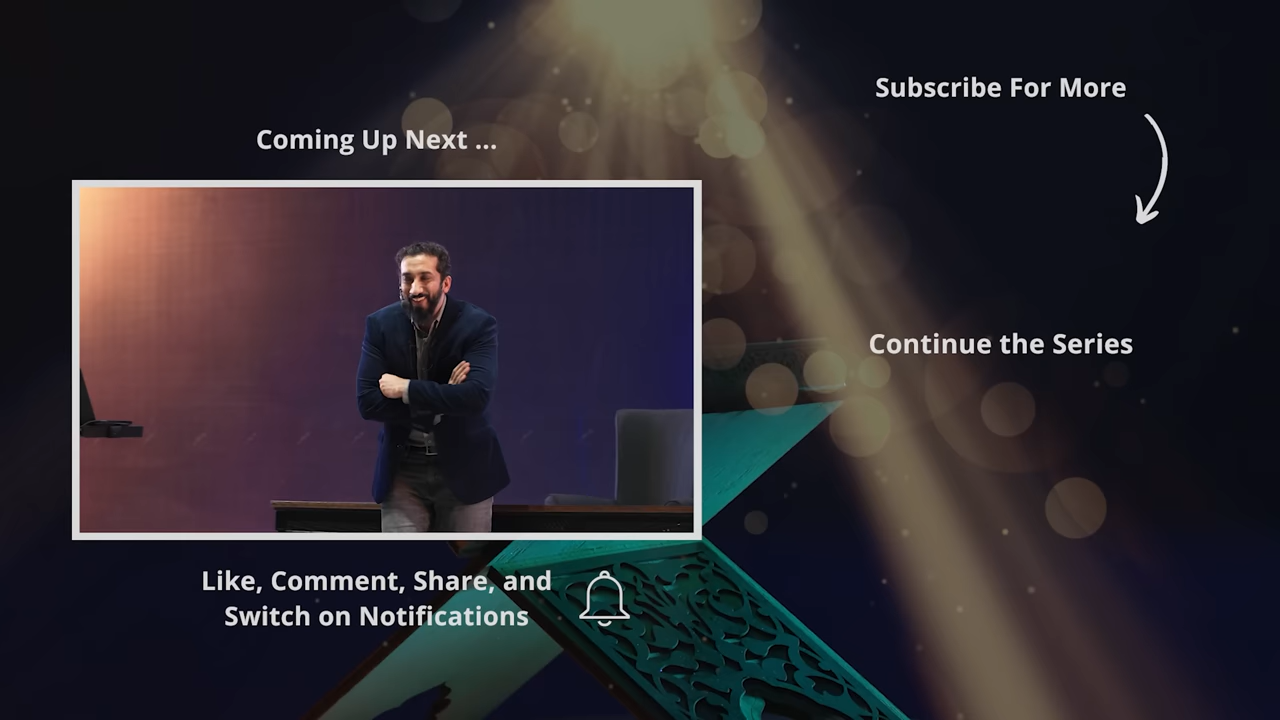 Subscribe For More
Coming Up Next ...
Continue the Series
Like, Comment, Share, and
Switch on Notifications